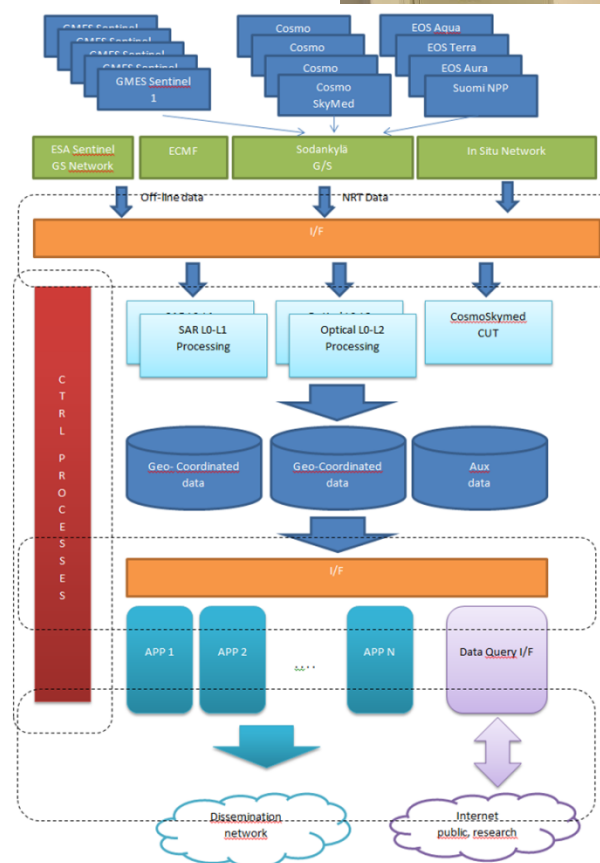 GMES Sentinel
GMES Sentinel
GMES Sentinel
GMES Sentinel
GMES Sentinel
1
Cosmo
Cosmo
Cosmo
Cosmo
SkyMed
EOS Aqua
EOS Terra
EOS Aura
Suomi NPP
ESA Sentinel
GS Network
ECMF
Sodankylä
G/S
In Situ Network
Off-line data
NRT Data
I/F
SAR L0-L1
Processing
Optical L0-L2
Processing
CosmoSkymed
CUT
CTRL PROCESSES
Geo- Coordinated
data
Geo-Coordinated
data
Aux
data
I/F
APP 1
APP 2
....
APP N
Data Query I/F
Dissemination
network
Internet
public, research